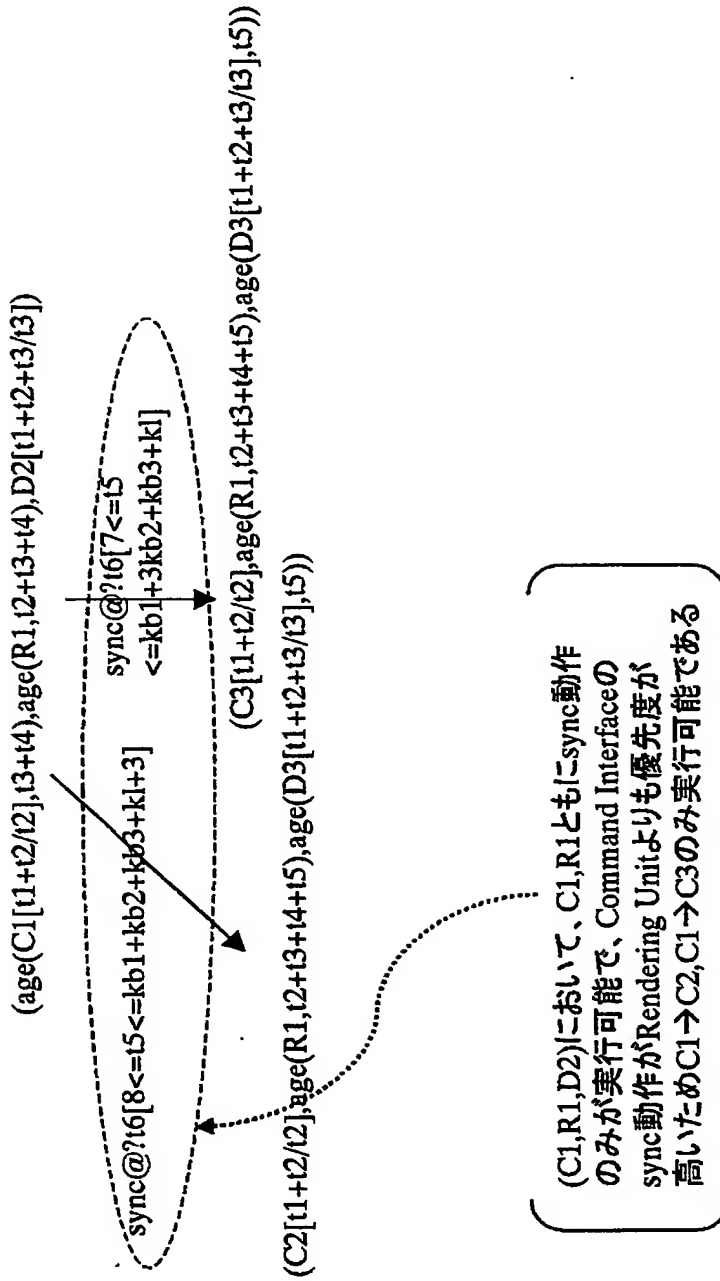 (age(C1[t1+t2/t2],t3+t4),age(R1,t2+t3+t4),D2[t1+t2+t3/t3])
sync@?t6[8<=t5<=kb1+kb2+kb3+kl+3]
sync@?t6[7<=t5
<=kb1+3kb2+kb3+kl]
(C3[t1+t2/t2],age(R1,t2+t3+t4+t5),age(D3[t1+t2+t3/t3],t5))
(C2[t1+t2/t2],age(R1,t2+t3+t4+t5),age(D3[t1+t2+t3/t3],t5))
(C1,R1,D2)において、C1,R1ともにsync動作
のみが実行可能で、Command Interfaceの
sync動作がRendering Unitよりも優先度が
高いためC1→C2,C1→C3のみ実行可能である